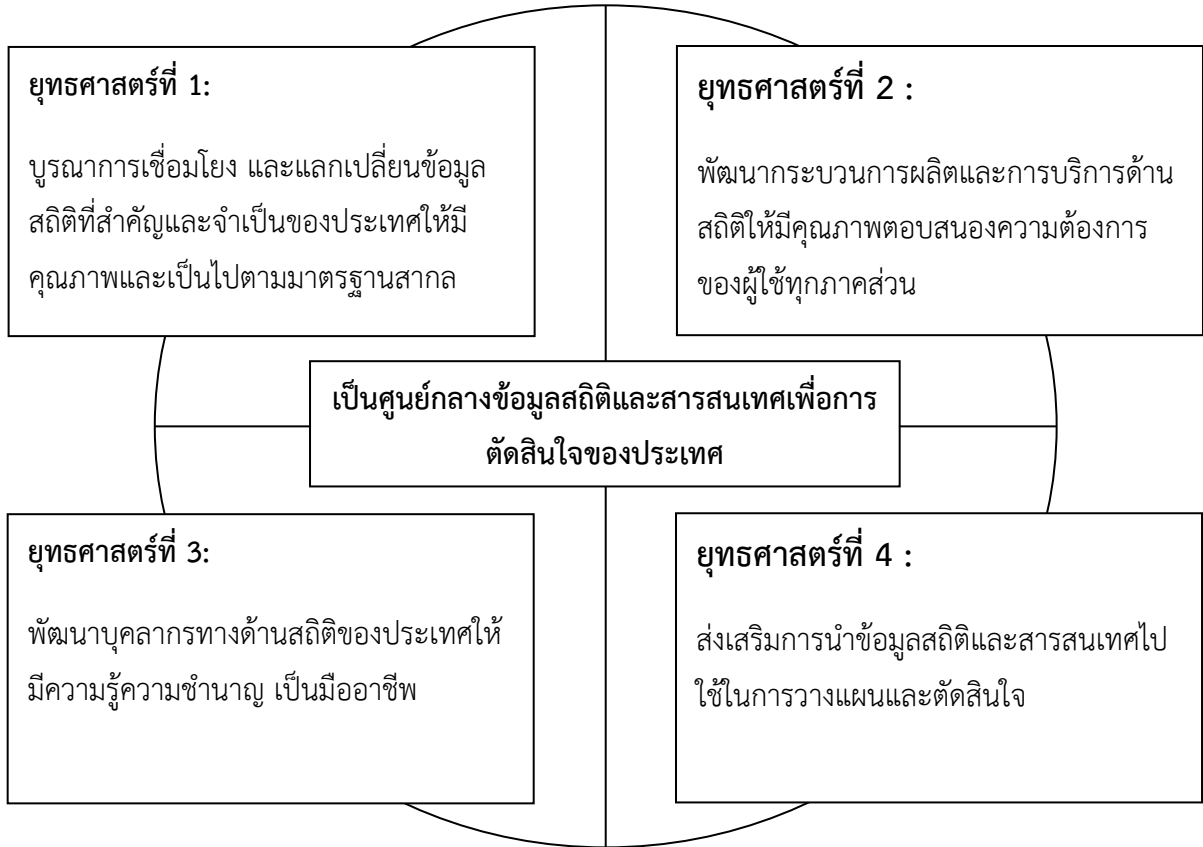 ยุทธศาสตร์ที่ 1:
บูรณาการเชื่อมโยง และแลกเปลี่ยนข้อมูล
สถิติที่สำคัญและจำเป็นของประเทศให้มี
คุณภาพและเป็นไปตามมาตรฐานสากล
ยุทธศาสตร์ที่ 2 :
พัฒนากระบวนการผลิตและการบริการด้าน
สถิติให้มีคุณภาพตอบสนองความต้องการ
ของผู้ใช้ทุกภาคส่วน
เป็นศูนย์กลางข้อมูลสถิติและสารสนเทศเพื่อการ
ตัดสินใจของประเทศ
ยุทธศาสตร์ที่ 3:
พัฒนาบุคลากรทางด้านสถิติของประเทศให้
มีความรู้ความชำนาญ เป็นมืออาชีพ
ยุทธศาสตร์ที่ 4 :
ส่งเสริมการนำข้อมูลสถิติและสารสนเทศไป
ใช้ในการวางแผนและตัดสินใจ